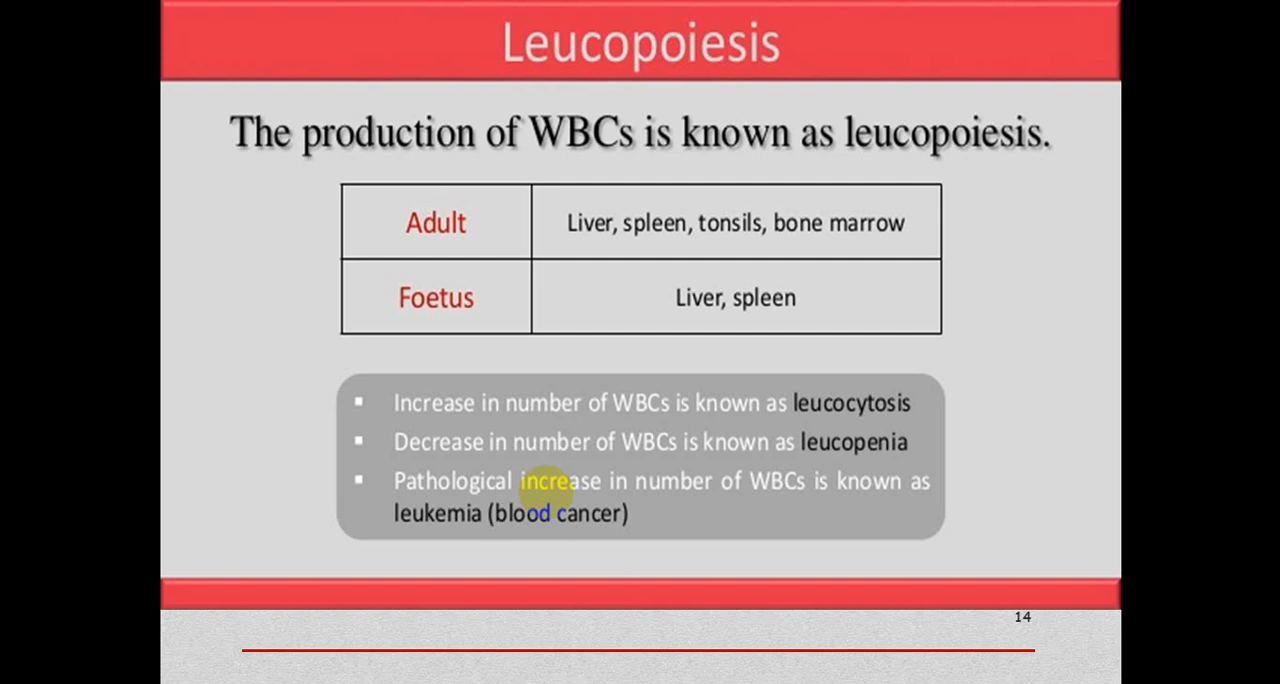 Leucopoiesis
The production of WBCs is known as leucopoiesis.
Adult
Liver, spleen, tonsils, bone marrow
Foetus
Liver, spleen
▪ Increase in number of WBCs is known as leucocytosis
▪ Decrease in number of WBCs is known as leucopenia
▪ Pathological increase in number of WBCs is known as
leukemia (blood cancer)
14